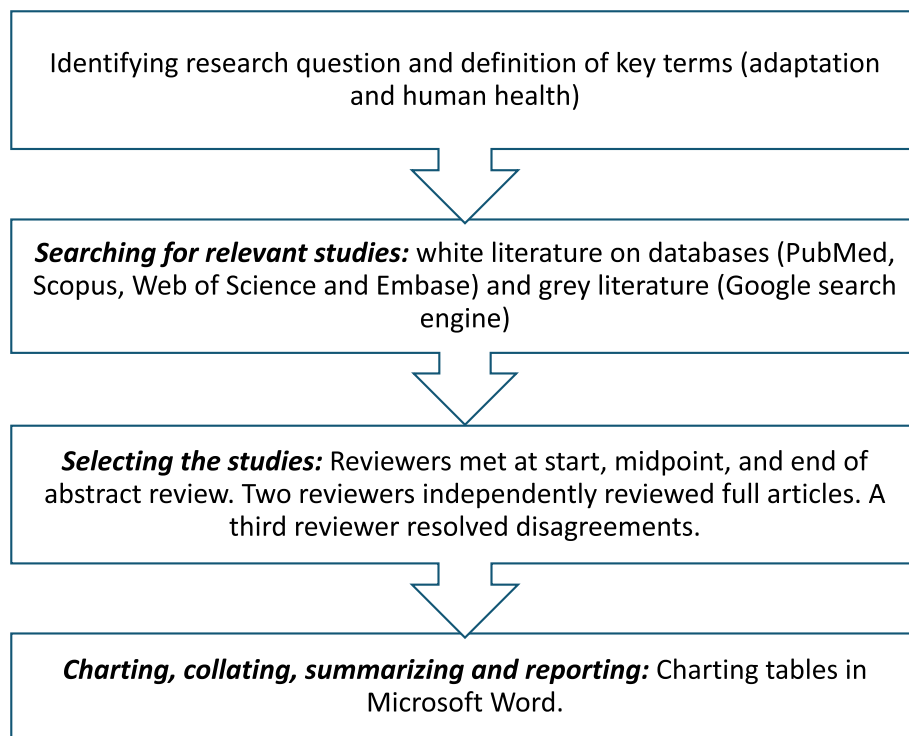 Identifying research question and definition of key terms (adaptation
and human health)
Searching for relevant studies: white literature on databases (PubMed,
Scopus, Web of Science and Embase) and grey literature (Google search
engine)
Selecting the studies: Reviewers met at start, midpoint, and end of
abstract review. Two reviewers independently reviewed full articles. A
third reviewer resolved disagreements.
Charting, collating, summarizing and reporting: Charting tables in
Microsoft Word.